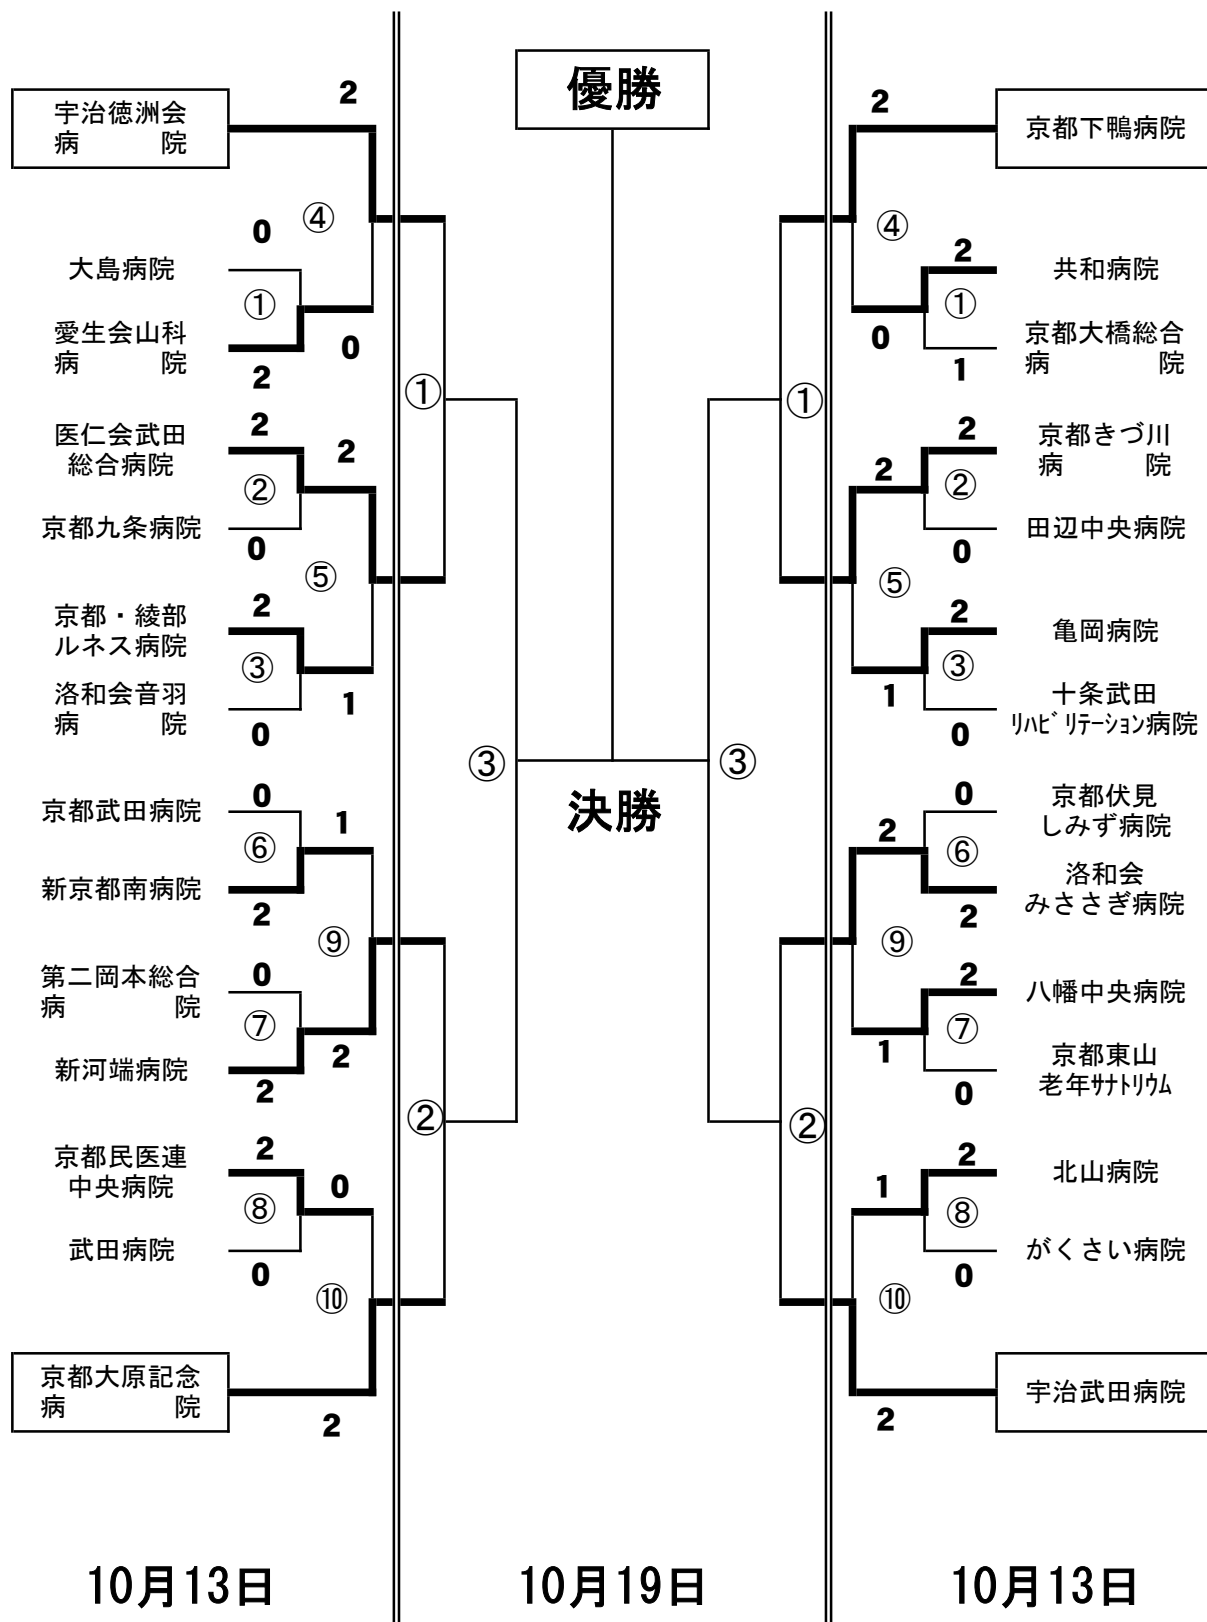 優勝
宇治徳洲会
病　　　院
2
④
0
大島病院
①
愛生会山科
病　　　院
0
2
①
医仁会武田
総合病院
2
2
②
京都九条病院
0
⑤
京都・綾部
ルネス病院
2
③
洛和会音羽
病　　　院
1
0
③
京都武田病院
0
1
⑥
新京都南病院
2
⑨
第二岡本総合
病　　　院
0
⑦
新河端病院
2
2
②
京都民医連
中央病院
2
0
⑧
武田病院
0
⑩
京都大原記念
病　　　院
2
決勝
2
京都下鴨病院
④
2
共和病院
①
0
京都大橋総合
病　　　院
1
①
2
京都きづ川
病　　　院
2
②
田辺中央病院
0
⑤
2
亀岡病院
③
1
十条武田
ﾘﾊﾋﾞﾘﾃｰｼｮﾝ病院
0
③
0
京都伏見
しみず病院
2
⑥
洛和会
みささぎ病院
2
⑨
2
八幡中央病院
⑦
1
京都東山
老年ｻﾅﾄﾘｳﾑ
0
②
2
北山病院
1
⑧
がくさい病院
0
⑩
宇治武田病院
2
10月13日
10月19日
10月13日